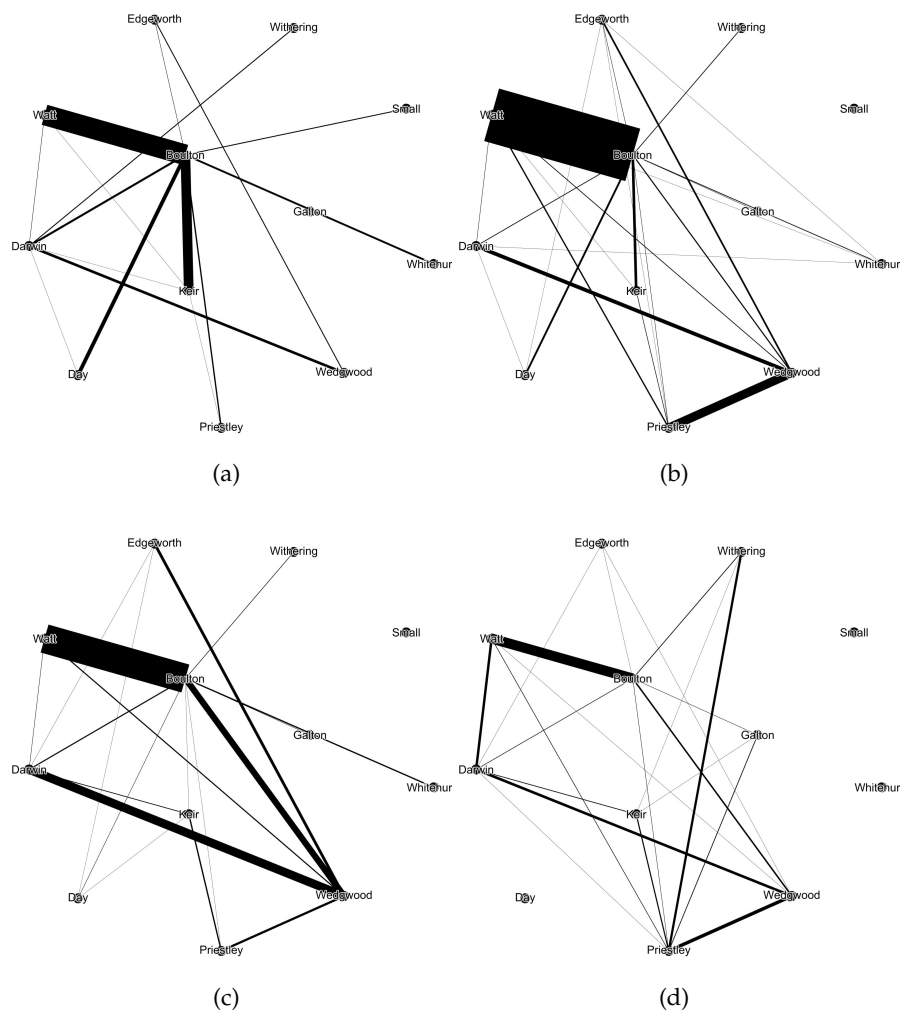 Edgeworth
Withering
Small
Watt
Boulton
Galton
Darwin
Whitehur
Keir
Wedgwood
Day
Priestley
(a)
Edgeworth
Withering
Small
Watt
Boulton
Galton
Darwin
Whitehur
Keir
Wedgwood
Day
Priestley
(b)
Edgeworth
Withering
Small
Watt
Boulton
Galton
Darwin
Whitehur
Keir
Wedgwood
Day
Priestley
(c)
Edgeworth
Withering
Small
Watt
Boulton
Galton
Darwin
Whitehur
Keir
Wedgwood
Day
Priestley
(d)